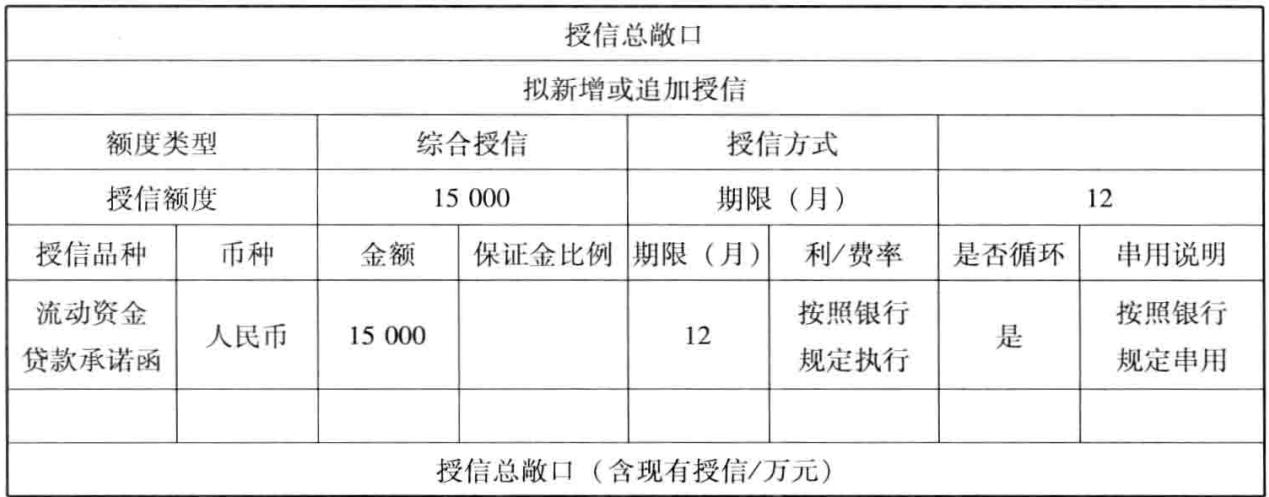 授信总敞口
拟新增或追加授信
额度类型 综合授信 授信方式
授信额度 15 000 期限（月） 12
授信品种 币种 金额 保证金比例 期限（月） 利/费率 是否循环 串用说明
流动资金
贷款承诺函 人民币 15 000 12 按照银行
规定执行 是 按照银行
规定串用
授信总敞口（含现有授信/万元）